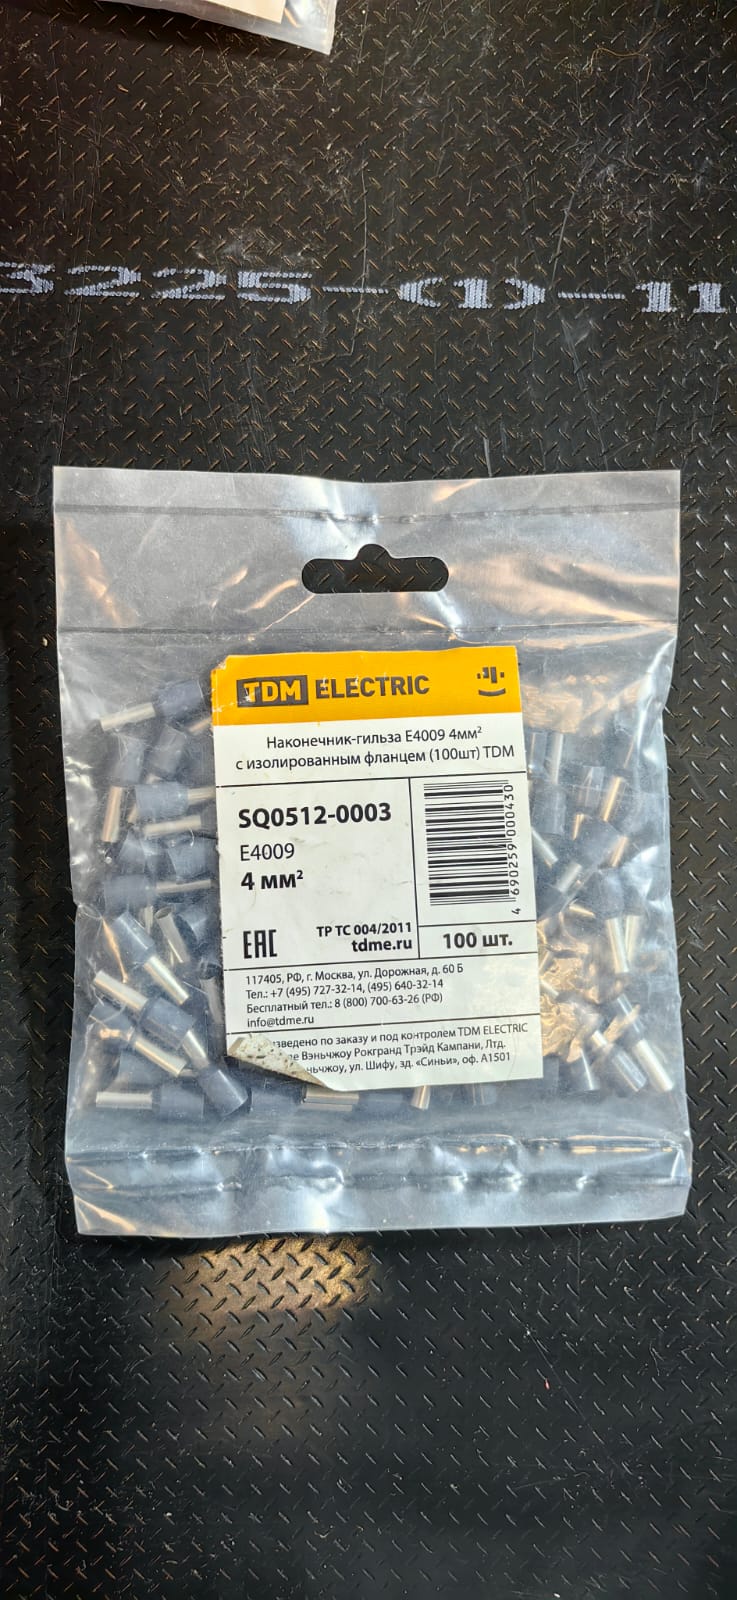 3225-(1)-11
TDM ELECTRIC
Наконечник-гильза Е4009 4мм²
с изолированным фланцем (100шт) TDM
SQ0512-0003
E4009
4 мм²
4 690259 000430
ЕАС
ТР ТС 004/2011
tdme.ru
100 шт.
117405, РФ, г. Москва, ул. Дорожная, д. 60 Б
Тел.: +7 (495) 727-32-14, (495) 640-32-14
Бесплатный тел.: 8 (800) 700-63-26 (РФ)
info@tdme.ru
по заказу и под контролем TDM ELECTRIC
Вэньчжоу Рокгранд Трэйд Кампани, Лтд.
ул. Шифу, зд. «Синьи», оф. А1501